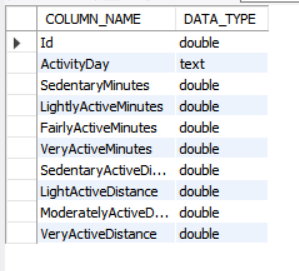 COLUMN_NAME DATA_TYPE
Id double
ActivityDay text
SedentaryMinutes double
LightlyActiveMinutes double
FairlyActiveMinutes double
VeryActiveMinutes double
SedentaryActiveDi... double
LightActiveDistance double
ModeratelyActiveD... double
VeryActiveDistance double